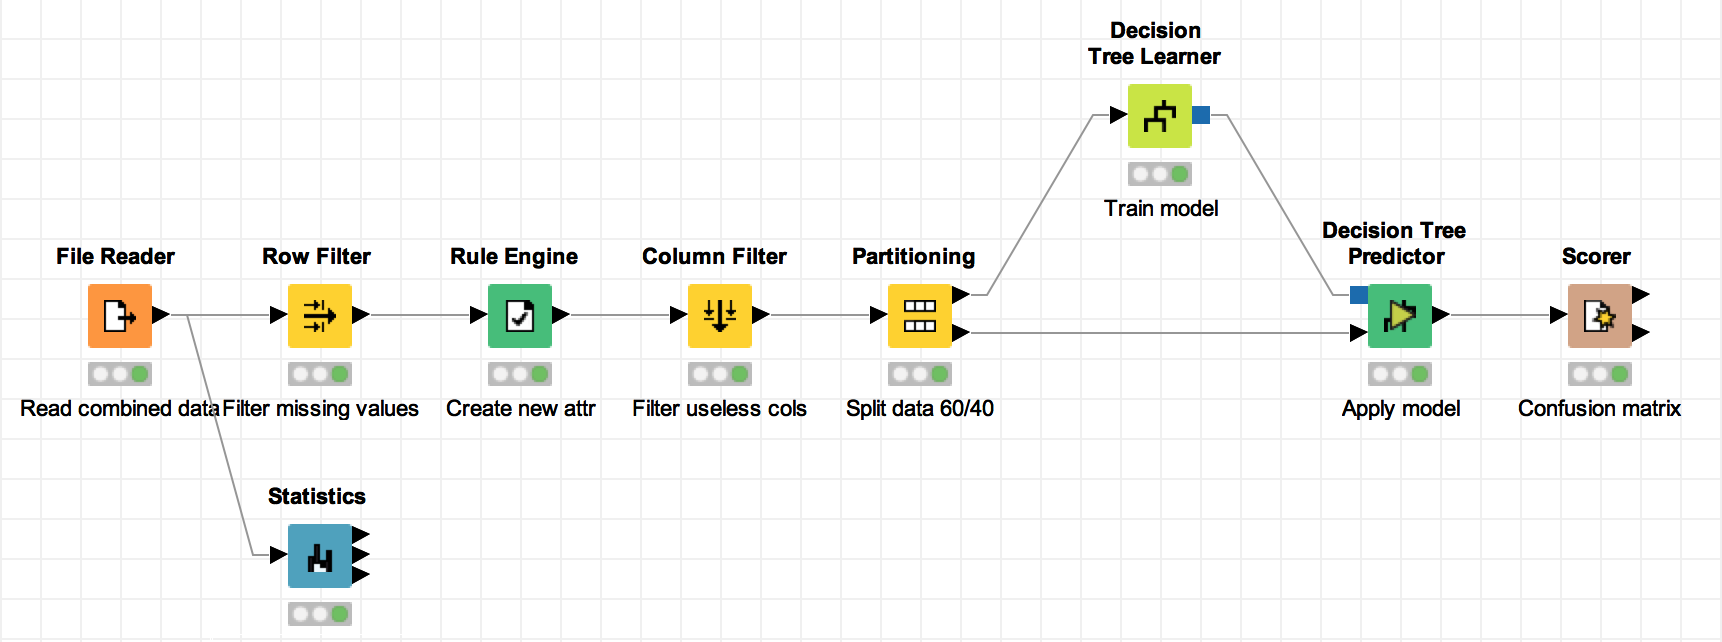 Decision
Tree Learner
Train model
File Reader
Read combined data
Row Filter
Filter missing values
Rule Engine
Create new attr
Column Filter
Filter useless cols
Partitioning
Split data 60/40
Decision Tree
Predictor
Apply model
Scorer
Confusion matrix
Statistics